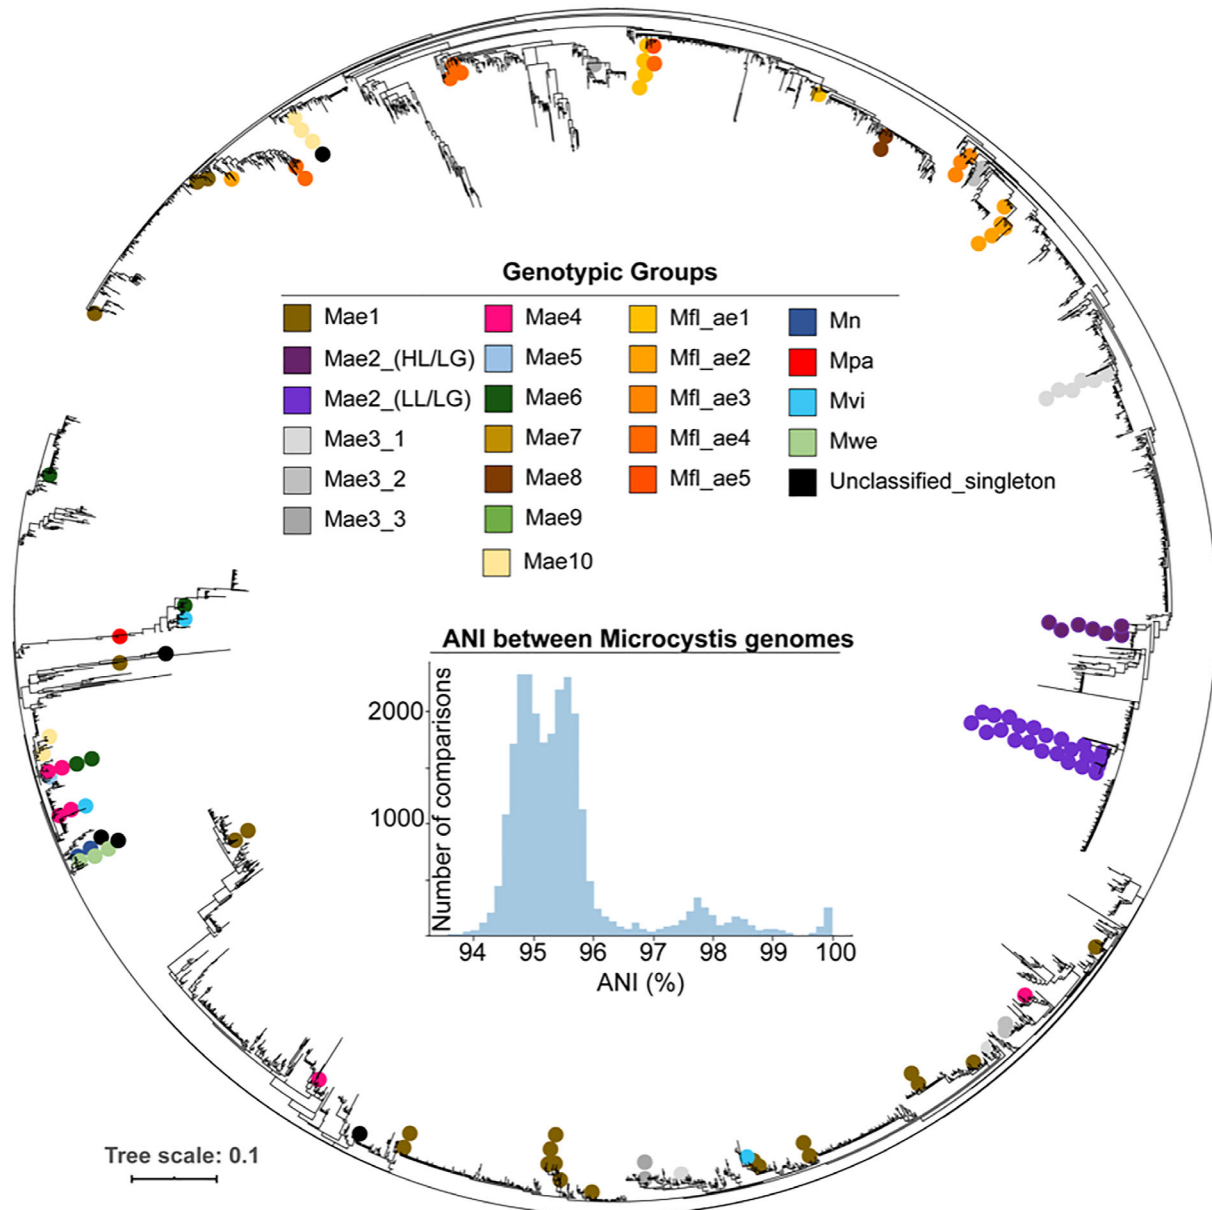 Genotypic Groups
Mae1
Mae2_(HL/LG)
Mae2_(LL/LG)
Mae3_1
Mae3_2
Mae3_3
Mae4
Mae5
Mae6
Mae7
Mae8
Mae9
Mae10
Mfl_ae1
Mfl_ae2
Mfl_ae3
Mfl_ae4
Mfl_ae5
Mn
Mpa
Mvi
Mwe
Unclassified_singleton
ANI between Microcystis genomes
Number of comparisons
2000
1000
94 95 96 97 98 99 100
ANI (%)
Tree scale: 0.1